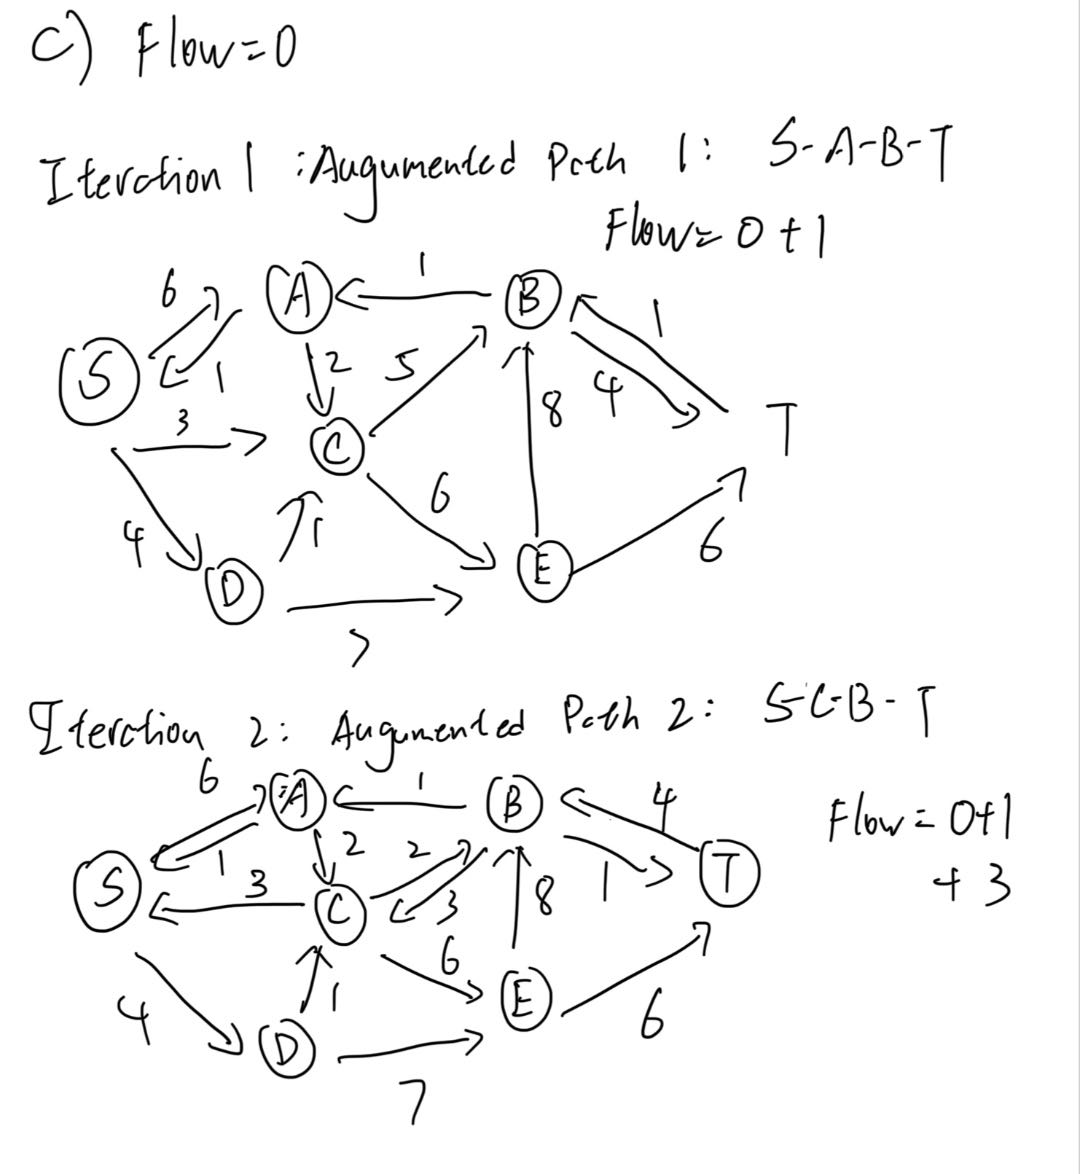 c) Flow=0
Iteration 1 : Augumented Path 1: S-A-B-T
Flow= 0 +1
6 A 1 B 1
S 1 2 5 4
3 C 8 T
4 1 6 6
D E
7
Iteration 2: Augumented Path 2: S-C-B-T
6 A 1 B 4 Flow= 0+1
S 1 2 2 1 T + 3
3 C 3 8
4 1 6 E 6
D
7